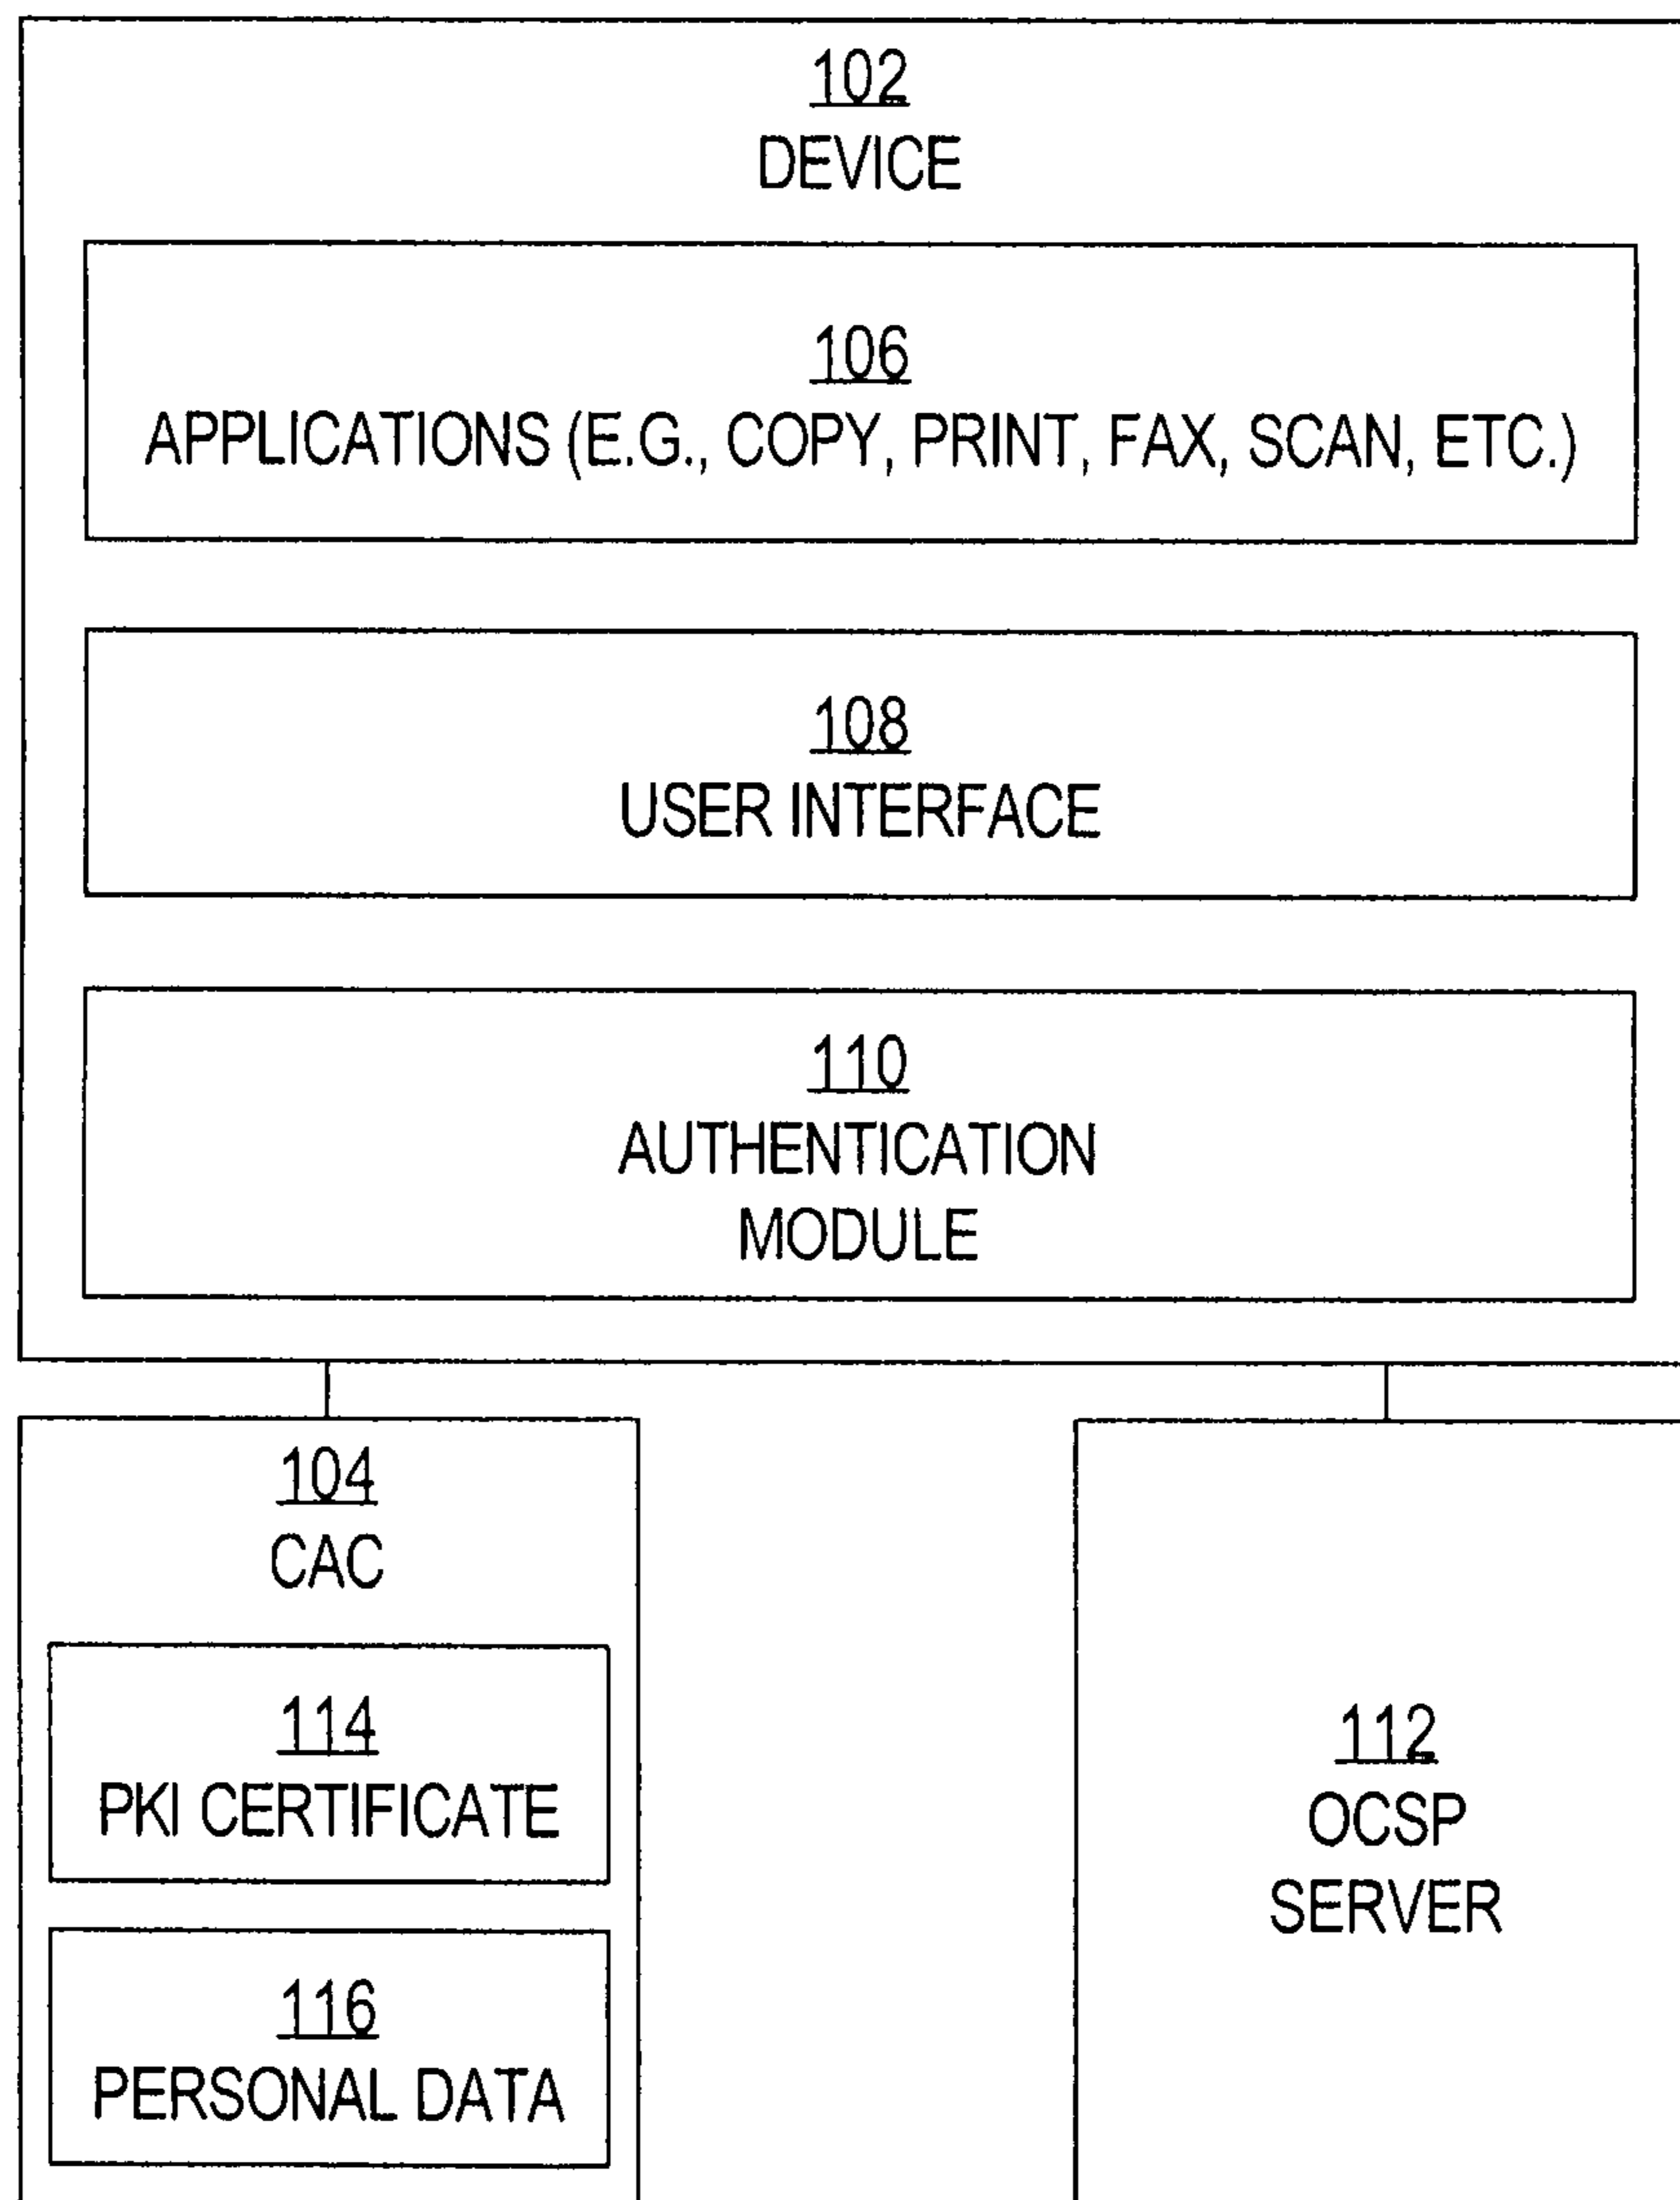 102
DEVICE
106
APPLICATIONS (E.G., COPY, PRINT, FAX, SCAN, ETC.)
108
USER INTERFACE
110
AUTHENTICATION
MODULE
104
CAC
114
PKI CERTIFICATE
116
PERSONAL DATA
112
OCSP
SERVER